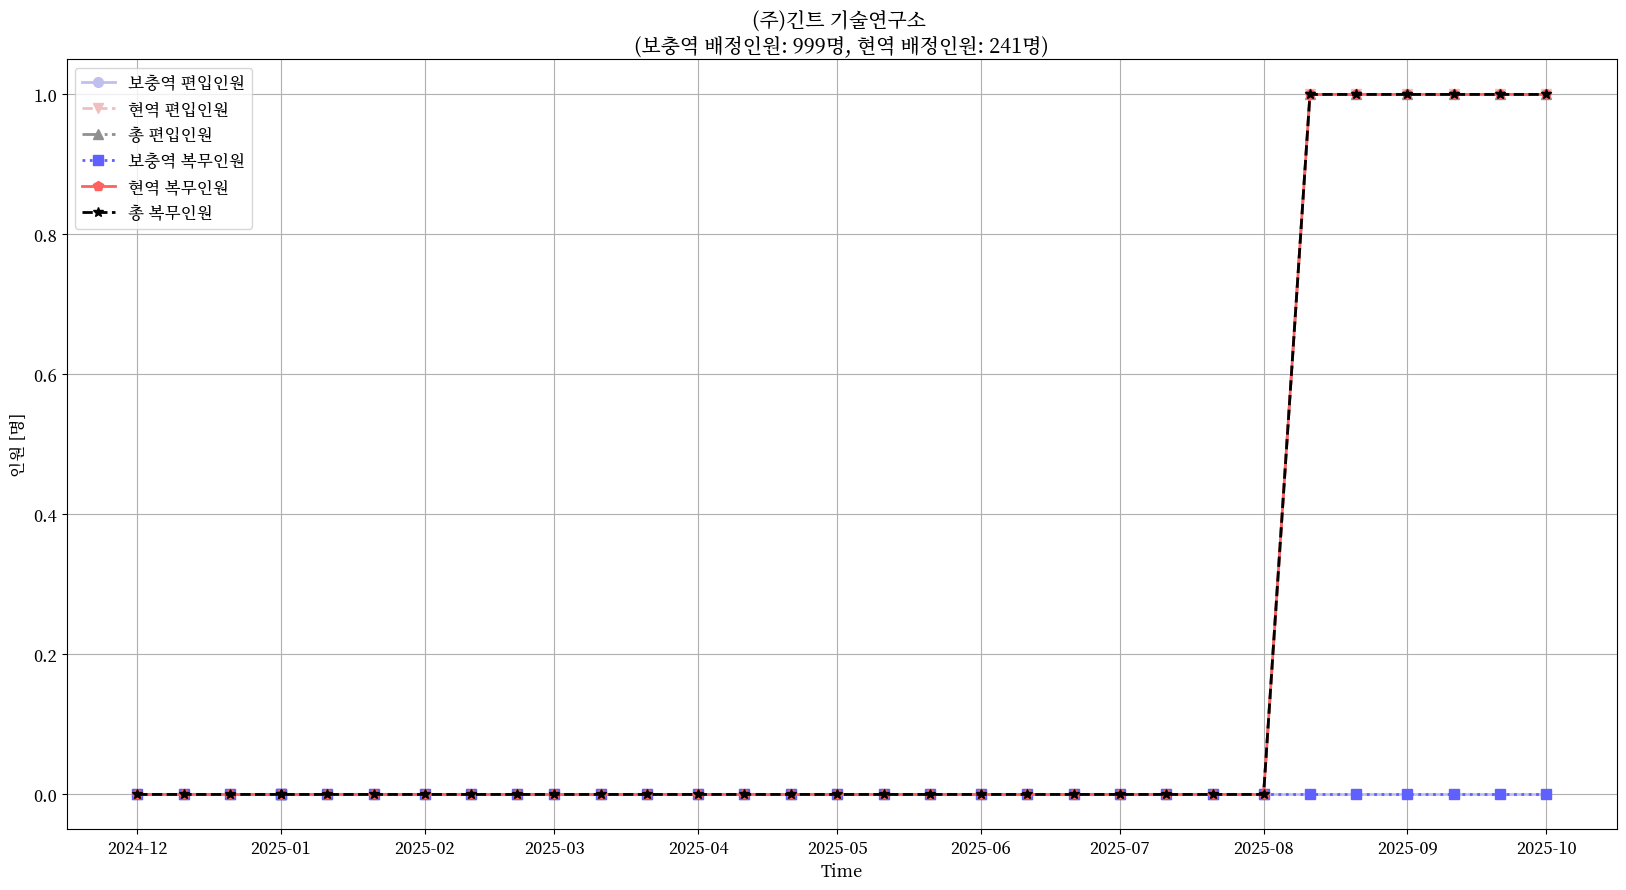 (주)긴트 기술연구소
(보충역 배정인원: 999명, 현역 배정인원: 241명)
보충역 편입인원
현역 편입인원
총 편입인원
보충역 복무인원
현역 복무인원
총 복무인원
1.0
0.8
0.6
0.4
0.2
0.0
인원 [명]
2024-12
2025-01
2025-02
2025-03
2025-04
2025-05
2025-06
2025-07
2025-08
2025-09
2025-10
Time